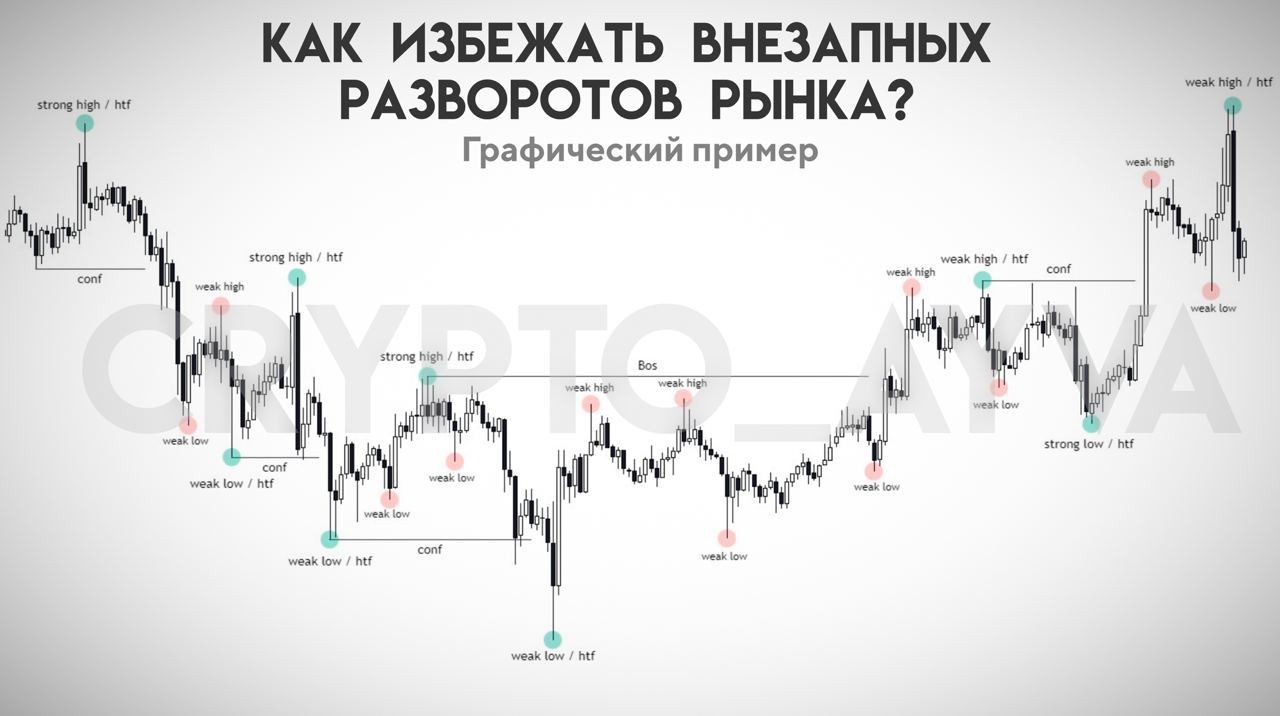 КАК ИЗБЕЖАТЬ ВНЕЗАПНЫХ
РАЗВОРОТОВ РЫНКА?
Графический пример
strong high / htf
conf
weak high
strong high / htf
weak low
weak low / htf
conf
strong high / htf
weak low
weak low / htf
conf
weak low
Bos
weak high
weak high
weak low / htf
weak low
weak low
weak high
weak high / htf
conf
weak low
strong low / htf
weak high
weak high / htf
weak low
CRYPTO_AYVA